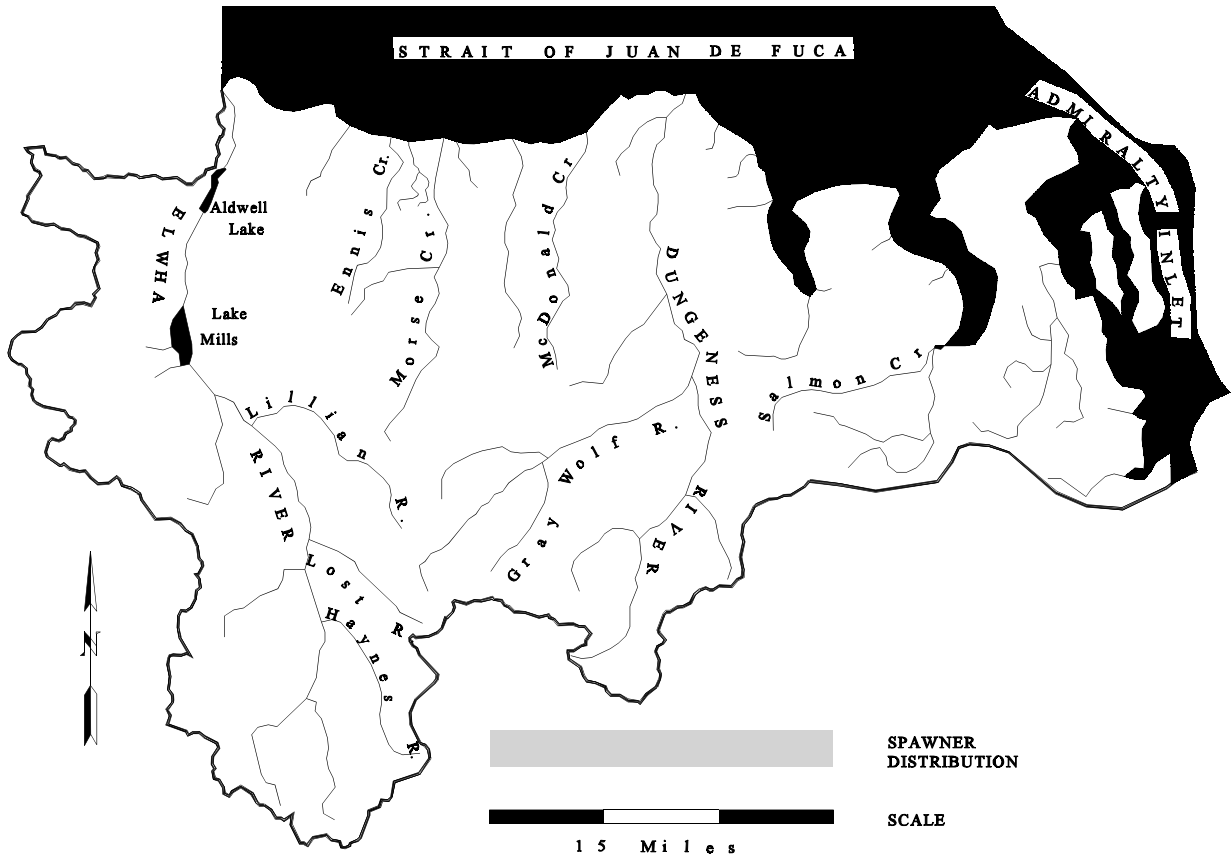 STRAIT OF JUAN DE FUCA
ADMIRALTY INLET
Ennis Cr.
Morse Cr.
McDonald Cr
Aldwell
Lake
ELWHA
RIVER
Lake
Mills
DUNGENESS
RIVER
Salmon Cr
Lillian R.
Gray Wolf R.
Lost R
Haynes R.
N
SPAWNER
DISTRIBUTION
SCALE
15 Miles